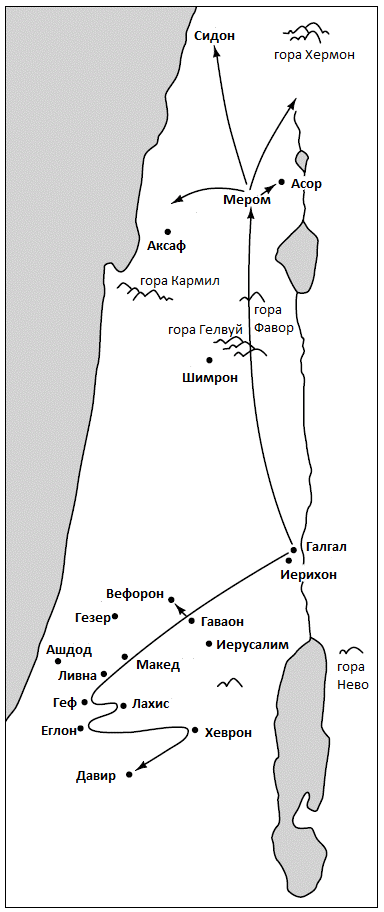 Сидон
гора Хермон
Асор
Мером
Аксаф
гора Кармил
гора
Фавор
гора Гелвуй
Шимрон
Галгал
Иерихон
Вефорон
Гезер
Гаваон
Иерусалим
Ашдод
Макед
Ливна
гора
Нево
Геф
Лахис
Еглон
Хеврон
Давир